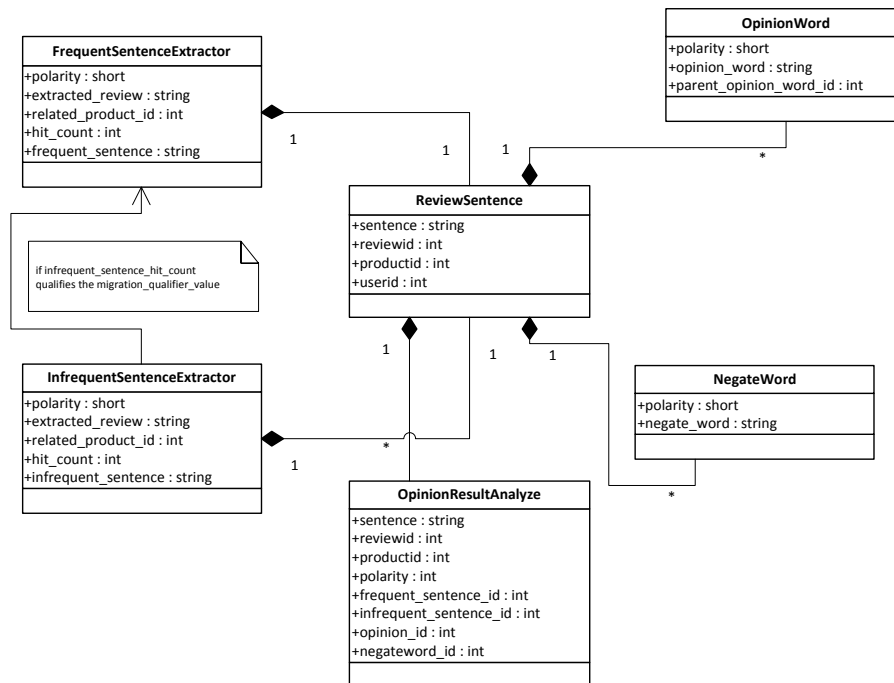 FrequentSentenceExtractor
+polarity : short
+extracted_review : string
+related_product_id : int
+hit_count : int
+frequent_sentence : string
OpinionWord
+polarity : short
+opinion_word : string
+parent_opinion_word_id : int
1
1
1
*
ReviewSentence
+sentence : string
+reviewid : int
+productid : int
+userid : int
if infrequent_sentence_hit_count
qualifies the migration_qualifier_value
1
1
1
InfrequentSentenceExtractor
+polarity : short
+extracted_review : string
+related_product_id : int
+hit_count : int
+infrequent_sentence : string
NegateWord
+polarity : short
+negate_word : string
*
1
*
OpinionResultAnalyze
+sentence : string
+reviewid : int
+productid : int
+polarity : int
+frequent_sentence_id : int
+infrequent_sentence_id : int
+opinion_id : int
+negateword_id : int